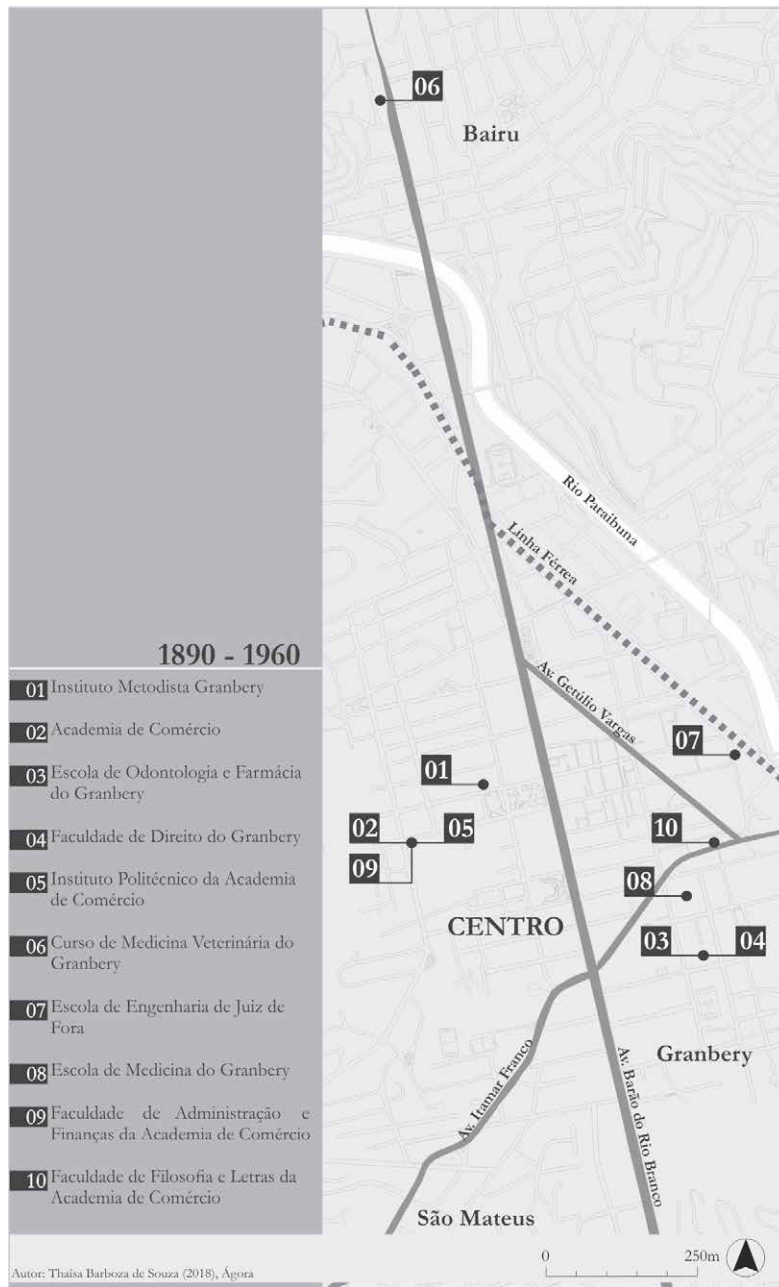 1890 - 1960
01 Instituto Metodista Granbery
02 Academia de Comércio
03 Escola de Odontologia e Farmácia
do Granbery
04 Faculdade de Direito do Granbery
05 Instituto Politécnico da Academia
de Comércio
06 Curso de Medicina Veterinária do
Granbery
07 Escola de Engenharia de Juiz de
Fora
08 Escola de Medicina do Granbery
09 Faculdade de Administração e
Finanças da Academia de Comércio
10 Faculdade de Filosofia e Letras da
Academia de Comércio
Autor: Thaísa Barboza de Souza (2018), Ágora
06
Bairu
Rio Paraibuna
Linha Férrea
Av. Getúlio Vargas
07
01
02 05
10
09
08
CENTRO
03 04
Granbery
Av. Itamar Franco
Av. Barão do Rio Branco
São Mateus
0 250m